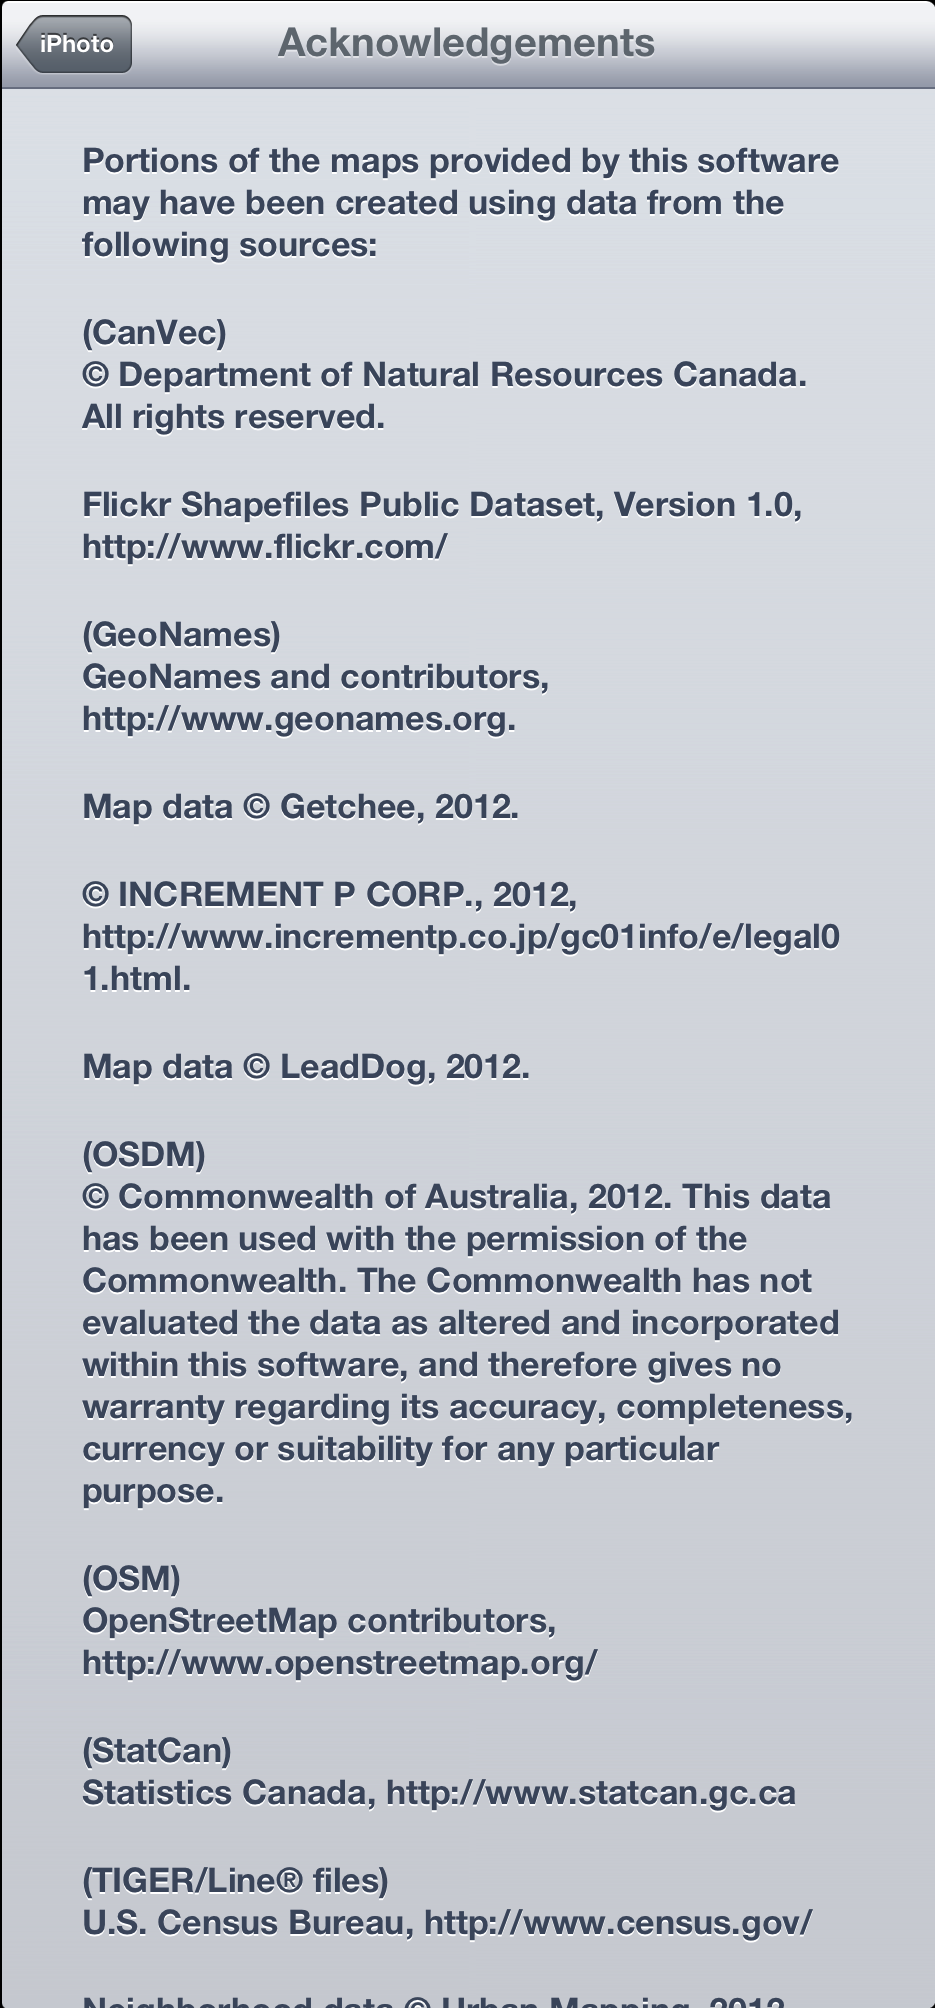 iPhoto
Acknowledgements
Portions of the maps provided by this software
may have been created using data from the
following sources:
(CanVec)
© Department of Natural Resources Canada.
All rights reserved.
Flickr Shapefiles Public Dataset, Version 1.0,
http://www.flickr.com/
(GeoNames)
GeoNames and contributors,
http://www.geonames.org.
Map data © Getchee, 2012.
© INCREMENT P CORP., 2012,
http://www.incrementp.co.jp/gc01info/e/legal0
1.html.
Map data © LeadDog, 2012.
(OSDM)
© Commonwealth of Australia, 2012. This data
has been used with the permission of the
Commonwealth. The Commonwealth has not
evaluated the data as altered and incorporated
within this software, and therefore gives no
warranty regarding its accuracy, completeness,
currency or suitability for any particular
purpose.
(OSM)
OpenStreetMap contributors,
http://www.openstreetmap.org/
(StatCan)
Statistics Canada, http://www.statcan.gc.ca
(TIGER/Line® files)
U.S. Census Bureau, http://www.census.gov/
Neighborhood data © Urban Mapping, 2012